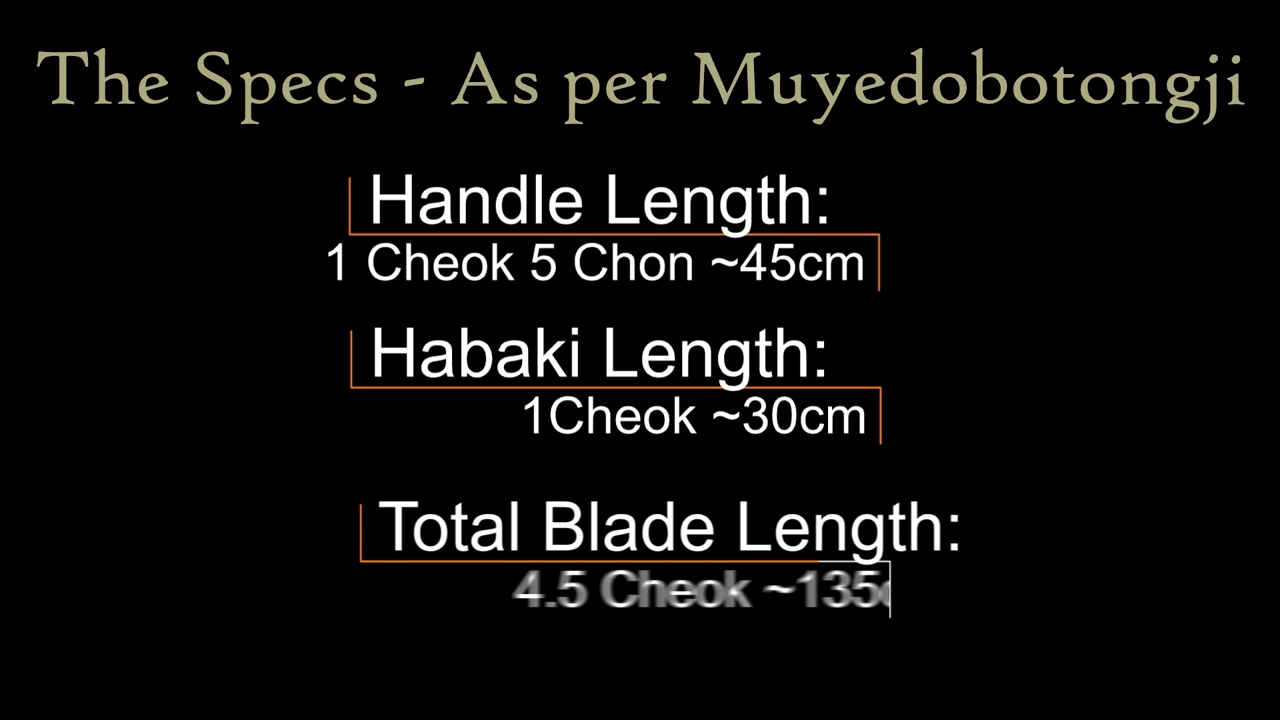 The Specs - As per Muyedobotongji
Handle Length:
1 Cheok 5 Chon ~45cm
Habaki Length:
1Cheok ~30cm
Total Blade Length:
4.5 Cheok ~135c